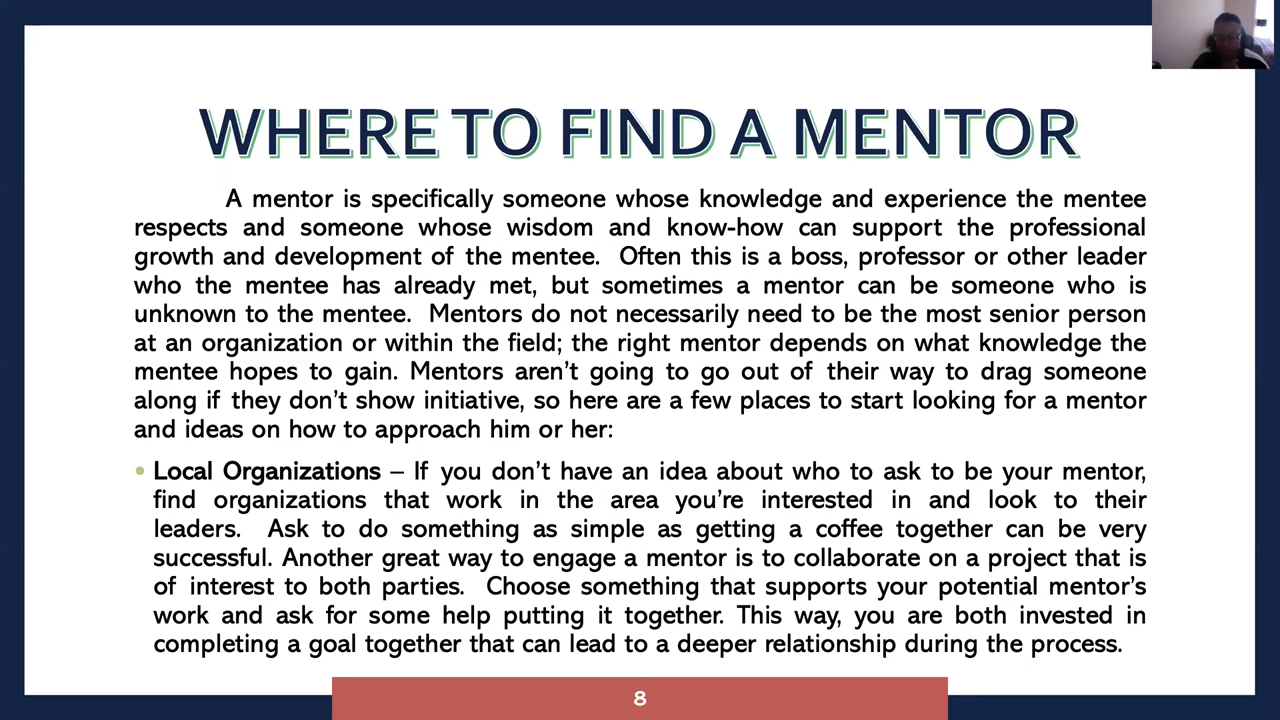 WHERE TO FIND A MENTOR
A mentor is specifically someone whose knowledge and experience the mentee
respects and someone whose wisdom and know-how can support the professional
growth and development of the mentee. Often this is a boss, professor or other leader
who the mentee has already met, but sometimes a mentor can be someone who is
unknown to the mentee. Mentors do not necessarily need to be the most senior person
at an organization or within the field; the right mentor depends on what knowledge the
mentee hopes to gain. Mentors aren't going to go out of their way to drag someone
along if they don't show initiative, so here are a few places to start looking for a mentor
and ideas on how to approach him or her:
• Local Organizations – If you don't have an idea about who to ask to be your mentor,
find organizations that work in the area you're interested in and look to their
leaders. Ask to do something as simple as getting a coffee together can be very
successful. Another great way to engage a mentor is to collaborate on a project that is
of interest to both parties. Choose something that supports your potential mentor's
work and ask for some help putting it together. This way, you are both invested in
completing a goal together that can lead to a deeper relationship during the process.
8